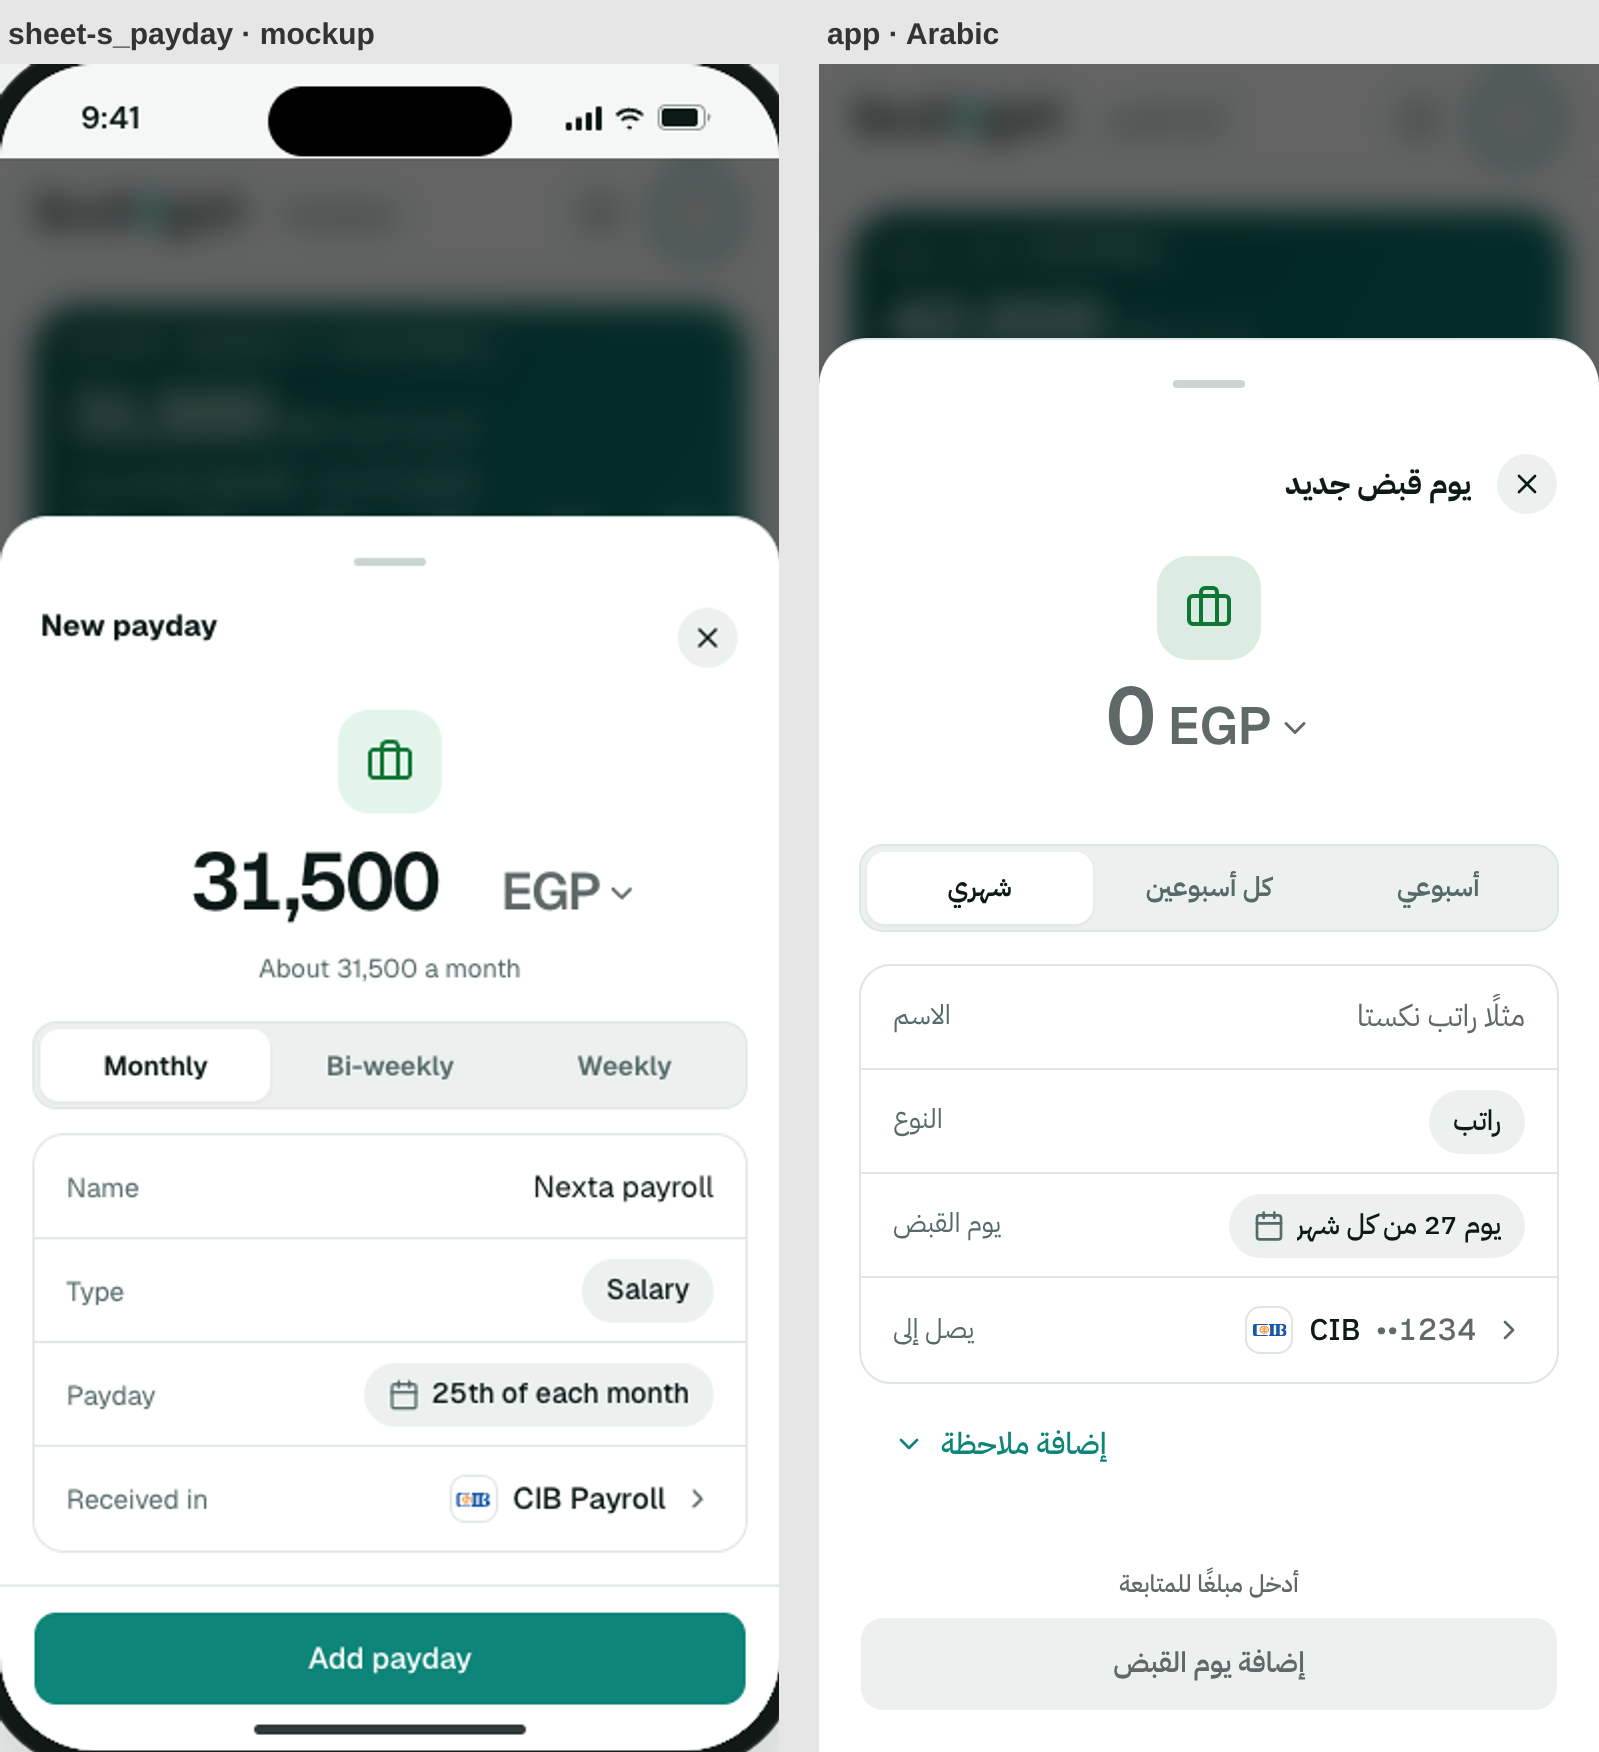 sheet-s_payday · mockup
9:41
New payday
31,500 EGP
About 31,500 a month
Monthly Bi-weekly Weekly
Name Nexta payroll
Type Salary
Payday 25th of each month
Received in CIB CIB Payroll
Add payday
app · Arabic
يوم قبض جديد
0 EGP
شهري كل أسبوعين أسبوعي
الاسم مثلًا راتب نكستا
النوع راتب
يوم القبض يوم 27 من كل شهر
يصل إلى CIB CIB ••1234
إضافة ملاحظة
أدخل مبلغًا للمتابعة
إضافة يوم القبض